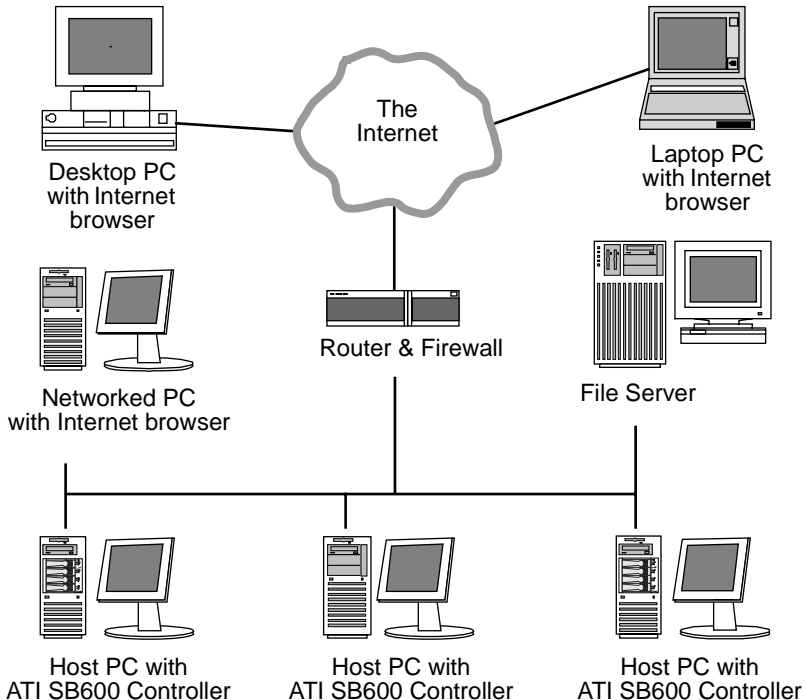 The
Internet
Desktop PC
with Internet
browser
Laptop PC
with Internet
browser
Router & Firewall
Networked PC
with Internet browser
File Server
Host PC with
ATI SB600 Controller
Host PC with
ATI SB600 Controller
Host PC with
ATI SB600 Controller